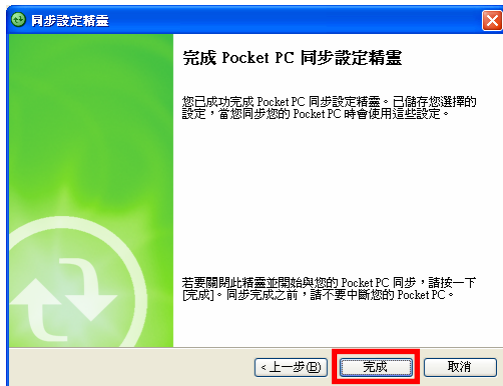 同步設定精靈
完成 Pocket PC 同步設定精靈
您已成功完成 Pocket PC 同步設定精靈。已儲存您選擇的
設定，當您同步您的 Pocket PC 時會使用這些設定。
若要關閉此精靈並開始與您的 Pocket PC 同步，請按一下
[完成]。同步完成之前，請不要中斷您的 Pocket PC。
<上一步(B) 完成 取消